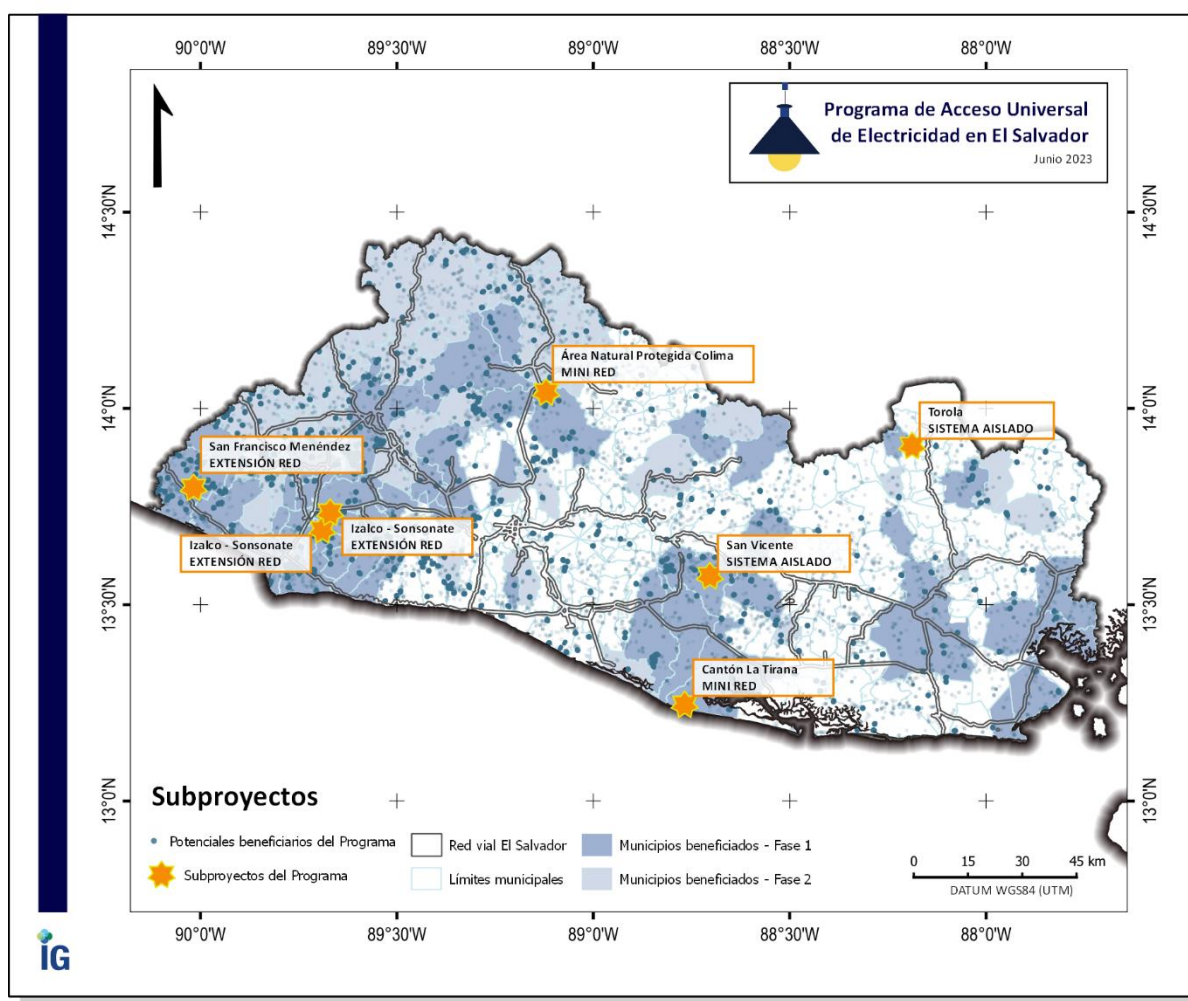 90°0'W 89°30'W 89°0'W 88°30'W 88°0'W
Programa de Acceso Universal
de Electricidad en El Salvador
Junio 2023
14°30'N 14°30'N
Área Natural Protegida Colima
MINI RED
14°0'N 14°0'N
Torola
SISTEMA AISLADO
San Francisco Menéndez
EXTENSIÓN RED
Izalco - Sonsonate
EXTENSIÓN RED
Izalco - Sonsonate
EXTENSIÓN RED
San Vicente
SISTEMA AISLADO
13°30'N 13°30'N
Cantón La Tirana
MINI RED
13°0'N 13°0'N
Subproyectos
Potenciales beneficiarios del Programa
Subproyectos del Programa
Red vial El Salvador
Límites municipales
Municipios beneficiados - Fase 1
Municipios beneficiados - Fase 2
0 15 30 45 km
DATUM WGS84 (UTM)
90°0'W 89°30'W 89°0'W 88°30'W 88°0'W
IG